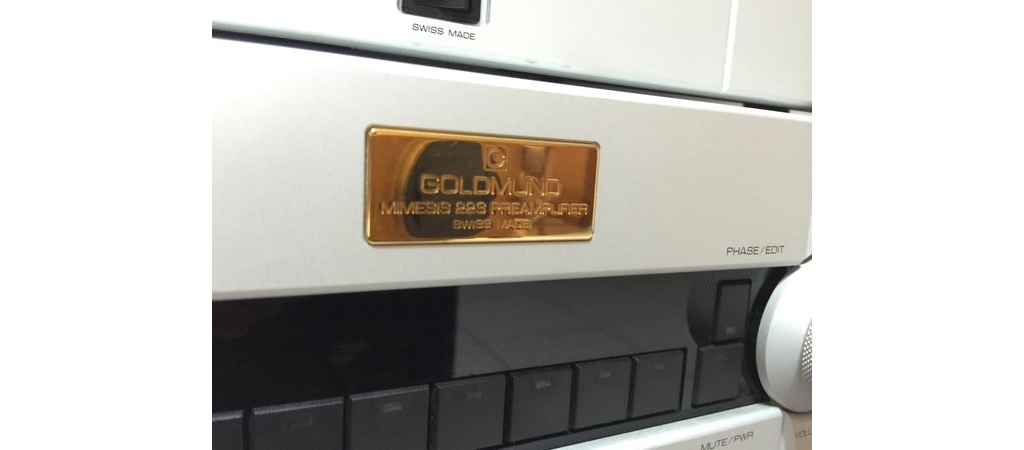 SWISS MADE
GOLDMUND
MIMESIS 22S PREAMPLIFIER
SWISS MADE
PHASE/EDIT
MUTE/PWR